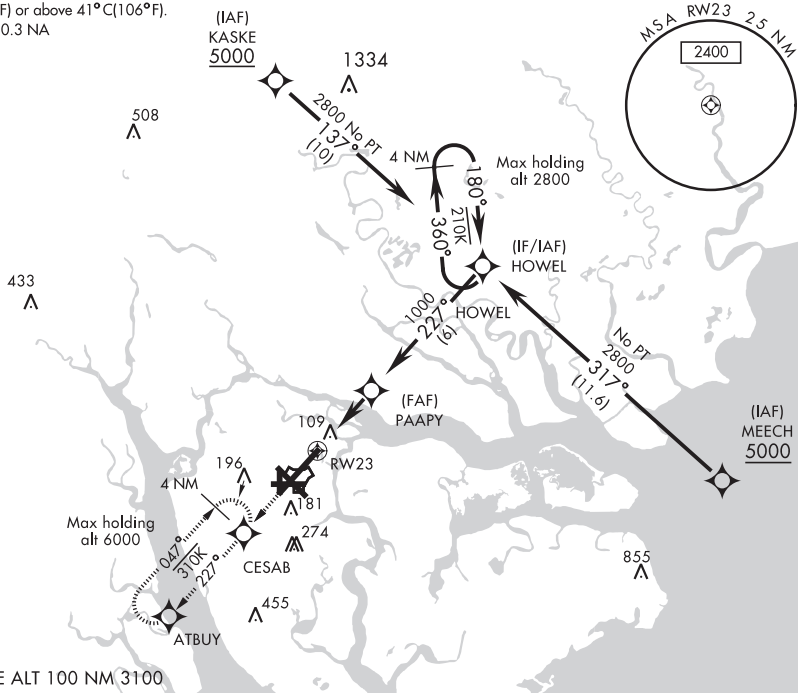 F) or above 41°C(106°F).
0.3 NA
(IAF)
KASKE
5000
1334
MSA RW23 25 NM
2400
508
2800 No PT
137°
(10)
4 NM
180°
Max holding
alt 2800
360°
210K
(IF/IAF)
HOWEL
433
1000
227°
(6)
HOWEL
No PT
2800
317°
(11.6)
(FAF)
PAAPY
109
(IAF)
MEECH
5000
RW23
196
4 NM
181
Max holding
alt 6000
274
047°
310K
227°
CESAB
855
455
ATBUY
E ALT 100 NM 3100